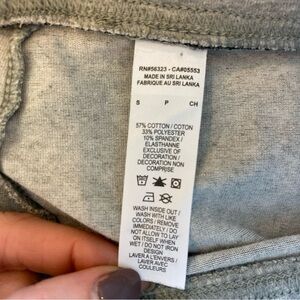 RN#56323 - CA#05553
MADE IN SRI LANKA
FABRIQUE AU SRI LANKA
S P CH
57% COTTON / COTON
33% POLYESTER
10% SPANDEX /
ELASTHANNE
EXCLUSIVE OF
DECORATION /
DECORATION NON
COMPRISE
WASH INSIDE OUT /
WASH WITH LIKE
COLORS / REMOVE
IMMEDIATELY / DO
NOT ALLOW TO LAY
ON ITSELF WHEN
WET / DO NOT IRON
DESIGN
LAVER A L'ENVERS /
LAVER AVEC
COULEURS